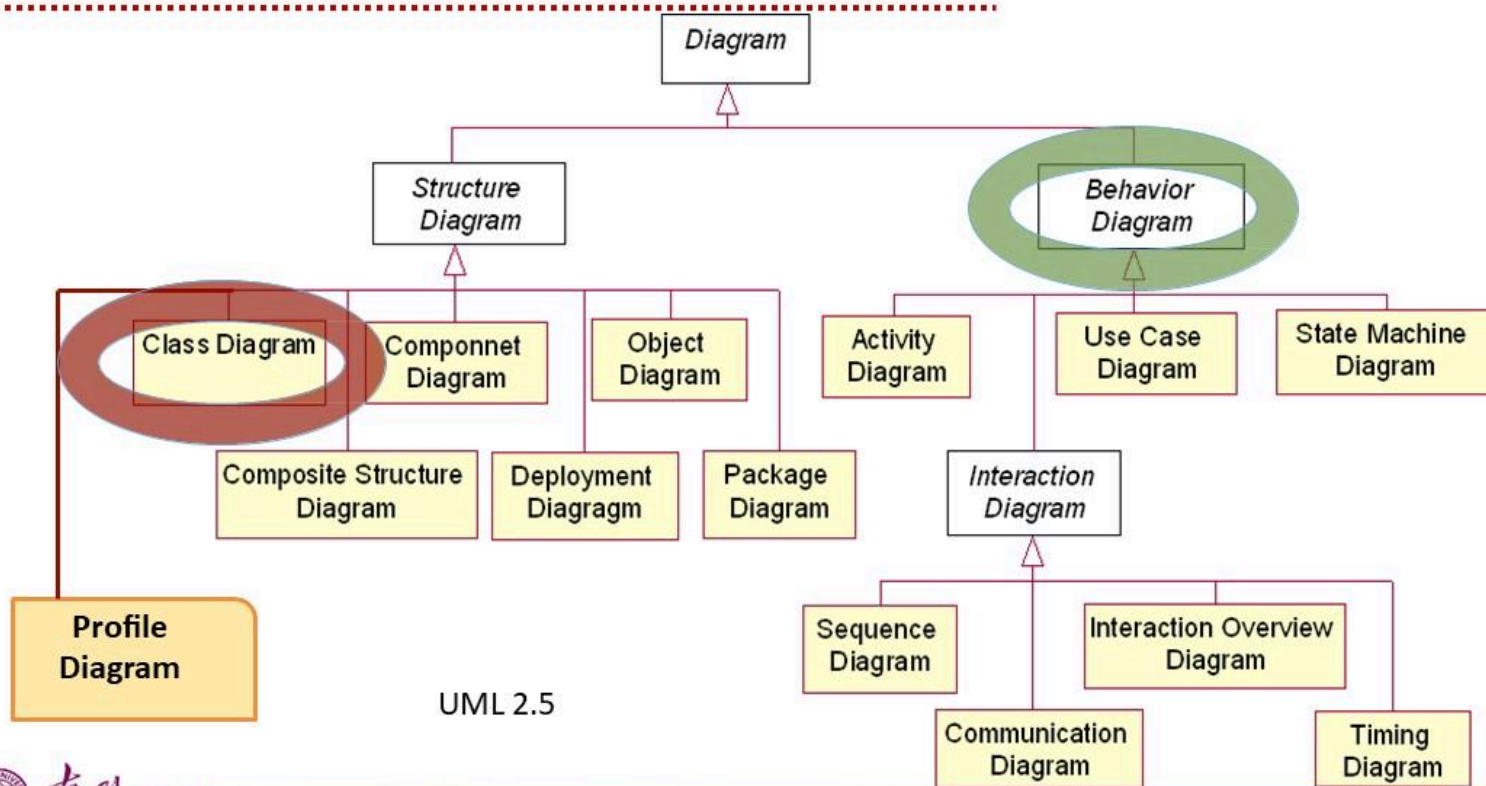 Diagram
Structure
Diagram
Behavior
Diagram
Class Diagram
Componnet
Diagram
Object
Diagram
Activity
Diagram
Use Case
Diagram
State Machine
Diagram
Composite Structure
Diagram
Deployment
Diagragm
Package
Diagram
Interaction
Diagram
Profile
Diagram
Sequence
Diagram
Interaction Overview
Diagram
UML 2.5
Communication
Diagram
Timing
Diagram